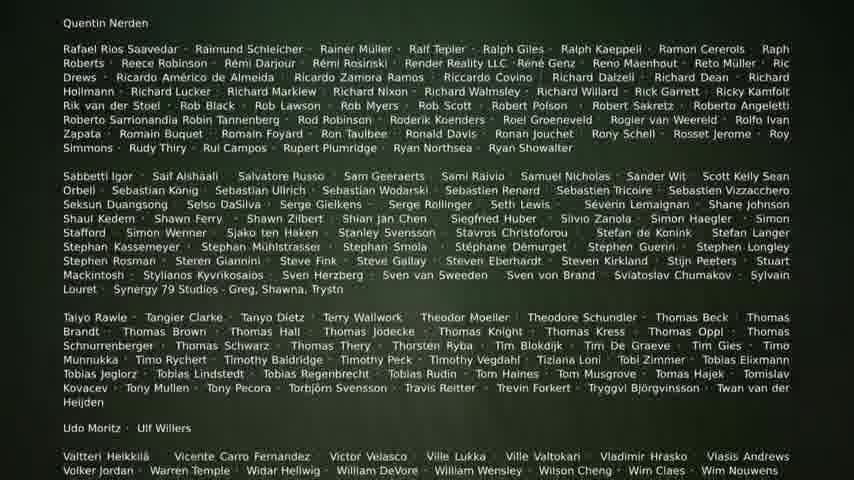 Quentin Nerden
Rafael Rios Saavedar · Raimund Schleicher · Rainer Müller · Ralf Tepler · Ralph Giles · Ralph Kaeppeli · Ramon Cererols · Raph
Roberts · Reece Robinson · Rémi Darjour · Rémi Rosinski · Render Reality LLC · René Genz · Reno Maenhout · Reto Müller · Ric
Drews · Ricardo Américo de Almeida · Ricardo Zamora Ramos · Riccardo Covino · Richard Dalzell · Richard Dean · Richard
Hollmann · Richard Lucker · Richard Marklew · Richard Nixon · Richard Walmsley · Richard Willard · Rick Garrett · Ricky Kamfolt
Rik van der Stoel · Rob Black · Rob Lawson · Rob Myers · Rob Scott · Robert Polson · Robert Sakretz · Roberto Angeletti
Roberto Sarrionandia Robin Tannenberg · Rod Robinson · Roderik Koenders · Roel Groeneveld · Rogier van Weereld · Rolfo Ivan
Zapata · Romain Buquet · Romain Foyard · Ron Taulbee · Ronald Davis · Ronan Jouchet · Rony Schell · Rosset Jerome · Roy
Simmons · Rudy Thiry · Rui Campos · Rupert Plumridge · Ryan Northsea · Ryan Showalter
Sabbetti Igor · Saif Alshaali · Salvatore Russo · Sam Geeraerts · Sami Raivio · Samuel Nicholas · Sander Wit · Scott Kelly Sean
Orbell · Sebastian König · Sebastian Ullrich · Sebastian Wodarski · Sebastien Renard · Sebastien Tricoire · Sebastien Vizzacchero
Seksun Duangsong · Selso DaSilva · Serge Gielkens · Serge Rollinger · Seth Lewis · Séverin Lemaignan · Shane Johnson
Shaul Kedem · Shawn Ferry · Shawn Zilbert · Shian Jan Chen · Siegfried Huber · Silvio Zanola · Simon Haegler · Simon
Stafford · Simon Werner · Sjako ten Haken · Stanley Svensson · Stavros Christoforou · Stefan de Konink · Stefan Langer
Stephan Kassemeyer · Stephan Mühlstrasser · Stephan Smola · Stéphane Démurget · Stephen Guerin · Stephen Longley
Stephen Rosman · Steren Giannini · Steve Fink · Steve Gallay · Steven Eberhardt · Steven Kirkland · Stijn Peeters · Stuart
Mackintosh · Stylianos Kyvrikosaios · Sven Herzberg · Sven van Sweeden · Sven von Brand · Sviatoslav Chumakov · Sylvain
Louret · Synergy 79 Studios - Greg, Shawna, Trystn
Taiyo Rawle · Tangier Clarke · Tanyo Dietz · Terry Wallwork · Theodor Moeller · Theodore Schundler · Thomas Beck · Thomas
Brandt · Thomas Brown · Thomas Hall · Thomas Jödecke · Thomas Knight · Thomas Kress · Thomas Oppl · Thomas
Schnurrenberger · Thomas Schwarz · Thomas Thery · Thorsten Ryba · Tim Blokdijk · Tim De Graeve · Tim Gies · Timo
Munnukka · Timo Rychert · Timothy Baldridge · Timothy Peck · Timothy Vegdahl · Tiziana Loni · Tobi Zimmer · Tobias Elixmann
Tobias Jeglorz · Tobias Lindstedt · Tobias Regenbrecht · Tobias Rudin · Tom Haines · Tom Musgrove · Tomas Hajek · Tomislav
Kovacev · Tony Mullen · Tony Pecora · Torbjörn Svensson · Travis Reitter · Trevin Forkert · Tryggvi Björgvinsson · Twan van der
Heijden
Udo Moritz · Ulf Willers
Valtteri Heikkilä · Vicente Carro Fernandez · Victor Velasco · Ville Lukka · Ville Valtokari · Vladimir Hrasko · Vlasis Andrews
Volker Jordan · Warren Temple · Widar Hellwig · William DeVore · William Wensley · Wilson Cheng · Wim Claes · Wim Nouwens